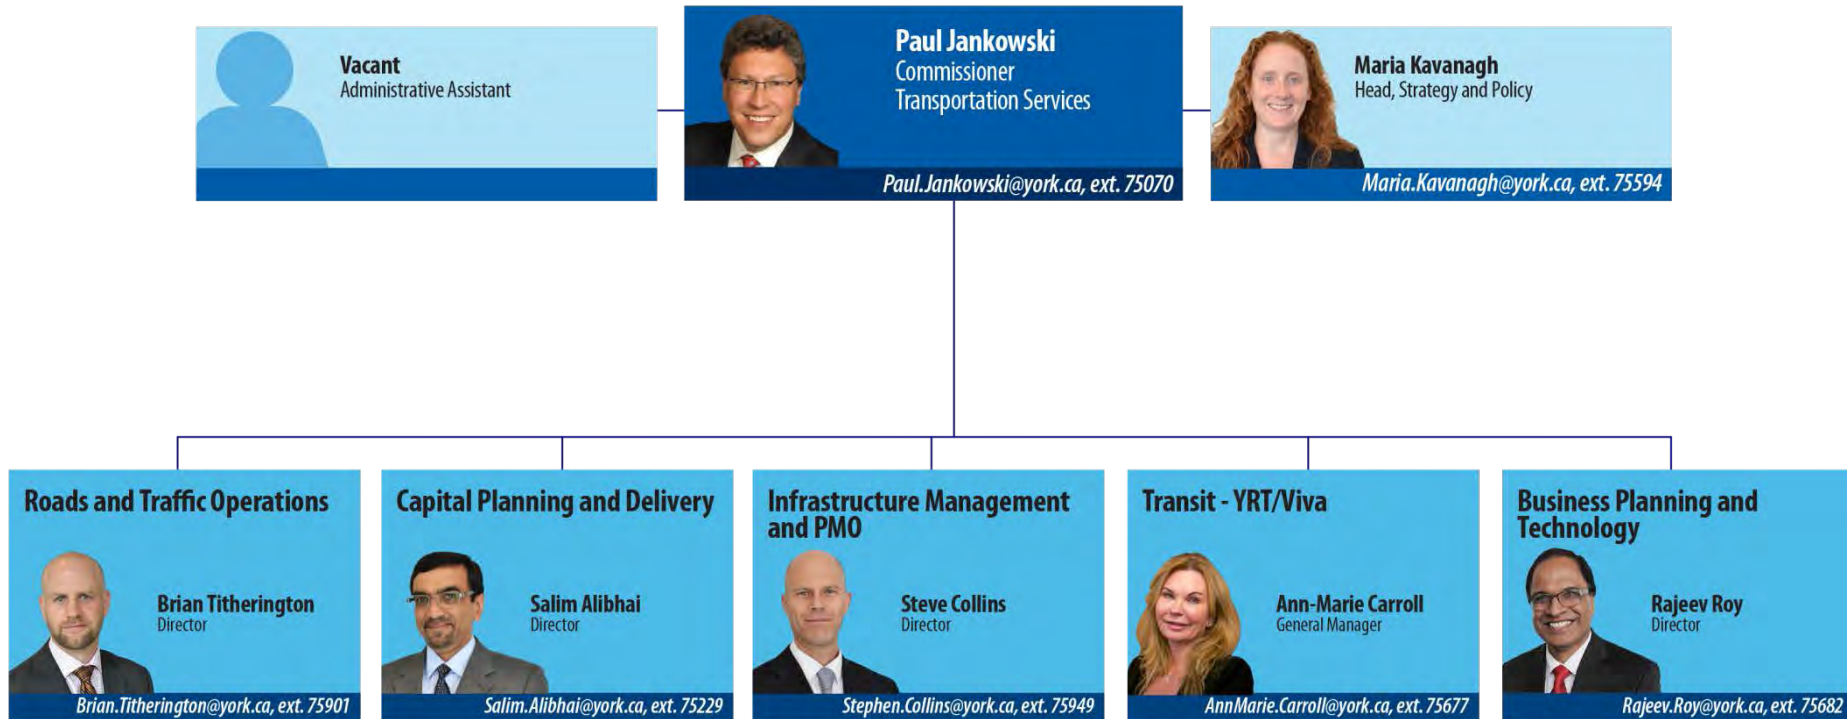 Vacant
Administrative Assistant
Paul Jankowski
Commissioner
Transportation Services
Paul.Jankowski@york.ca, ext. 75070
Maria Kavanagh
Head, Strategy and Policy
Maria.Kavanagh@york.ca, ext. 75594
Roads and Traffic Operations
Brian Titherington
Director
Brian.Titherington@york.ca, ext. 75901
Capital Planning and Delivery
Salim Alibhai
Director
Salim.Alibhai@york.ca, ext. 75229
Infrastructure Management
and PMO
Steve Collins
Director
Stephen.Collins@york.ca, ext. 75949
Transit - YRT/Viva
Ann-Marie Carroll
General Manager
AnnMarie.Carroll@york.ca, ext. 75677
Business Planning and
Technology
Rajeev Roy
Director
Rajeev.Roy@york.ca, ext. 75682